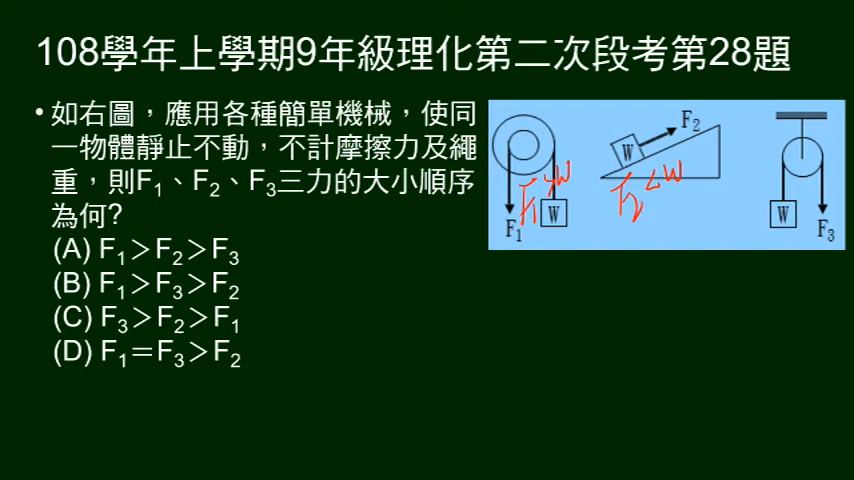 108學年上學期9年級理化第二次段考第28題
•如右圖，應用各種簡單機械，使同
一物體靜止不動，不計摩擦力及繩
重，則F₁、F₂、F₃三力的大小順序
為何?
(A) F₁＞F₂＞F₃
(B) F₁＞F₃＞F₂
(C) F₃＞F₂＞F₁
(D) F₁＝F₃＞F₂
F₁
W
F₁>W
W
F₂
F₂<W
W
F₃